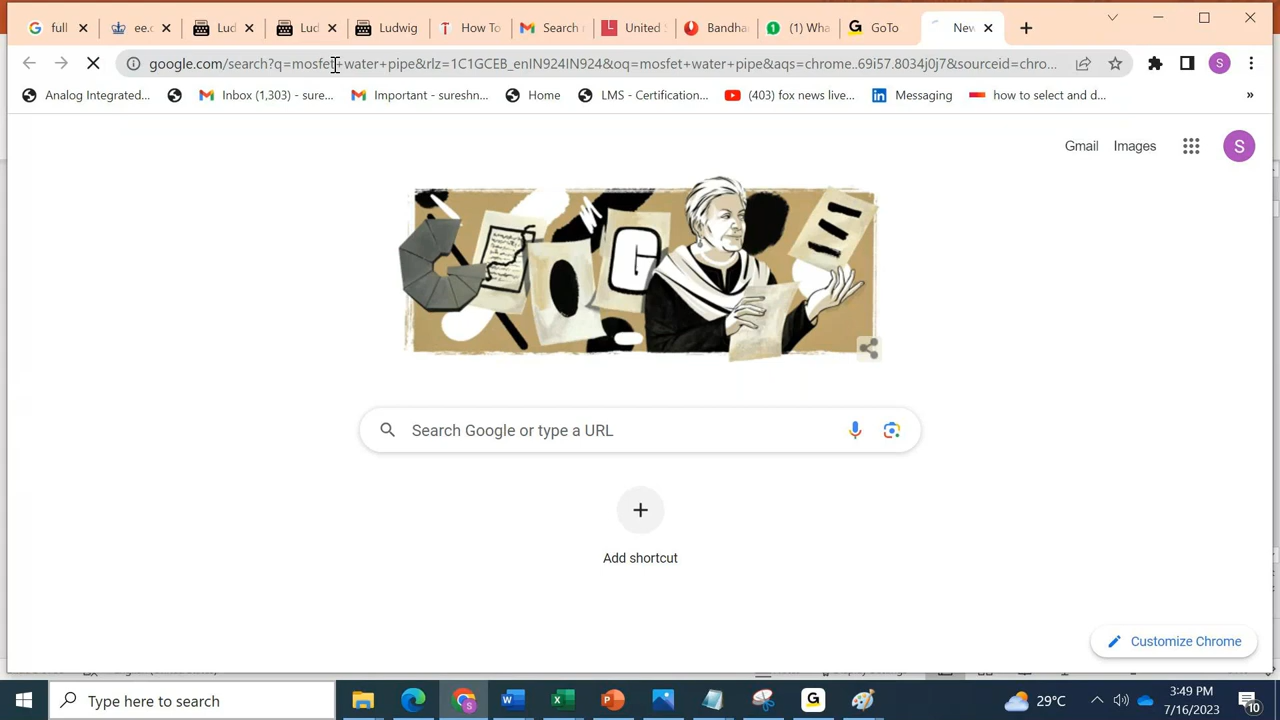 full
ee.c
Lud
Lud
Ludwig
How To
Search
United
Bandha
1
(1) Wha
GoTo
New
google.com/search?q=mosfet+water+pipe&rlz=1C1GCEB_enIN924IN924&oq=mosfet+water+pipe&aqs=chrome..69i57.8034j0j7&sourceid=chro...
S
Analog Integrated...
Inbox (1,303) - sure...
Important - sureshn...
Home
LMS - Certification...
(403) fox news live...
Messaging
how to select and d...
»
Gmail
Images
S
Search Google or type a URL
Add shortcut
Customize Chrome
Type here to search
29°C
3:49 PM
7/16/2023
10